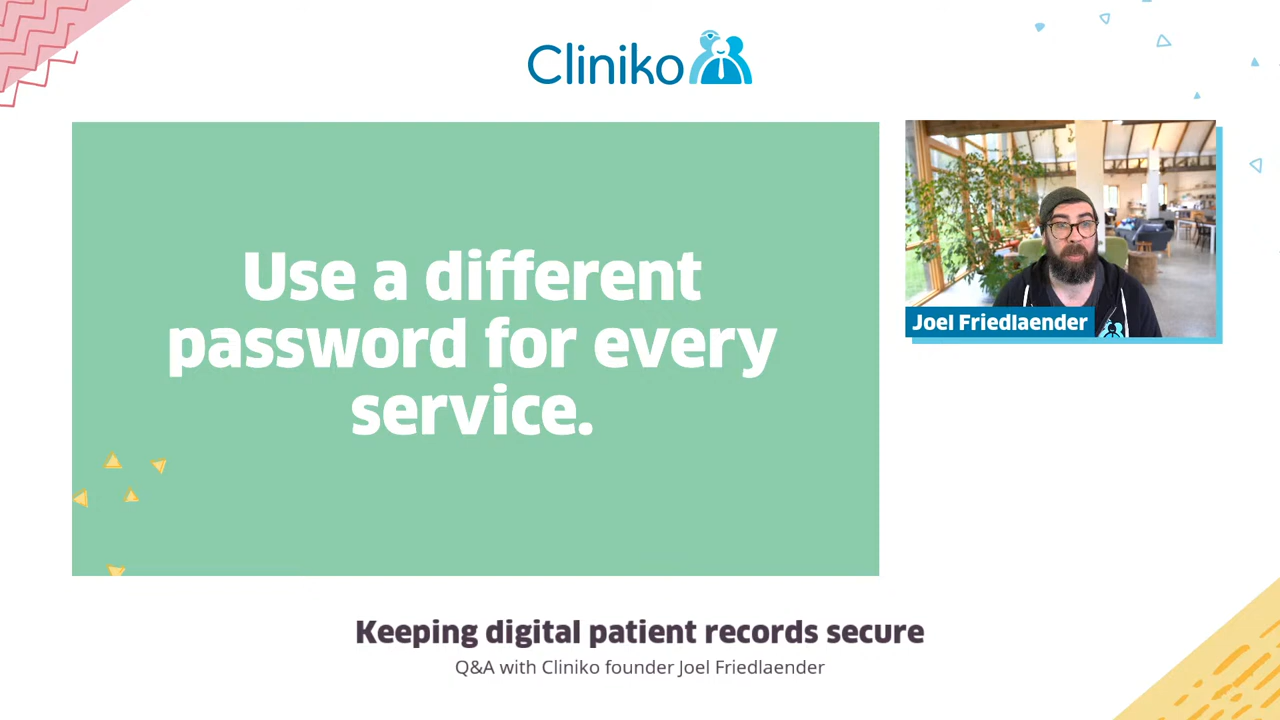 Cliniko
Use a different
password for every
service.
Joel Friedlaender
Keeping digital patient records secure
Q&A with Cliniko founder Joel Friedlaender